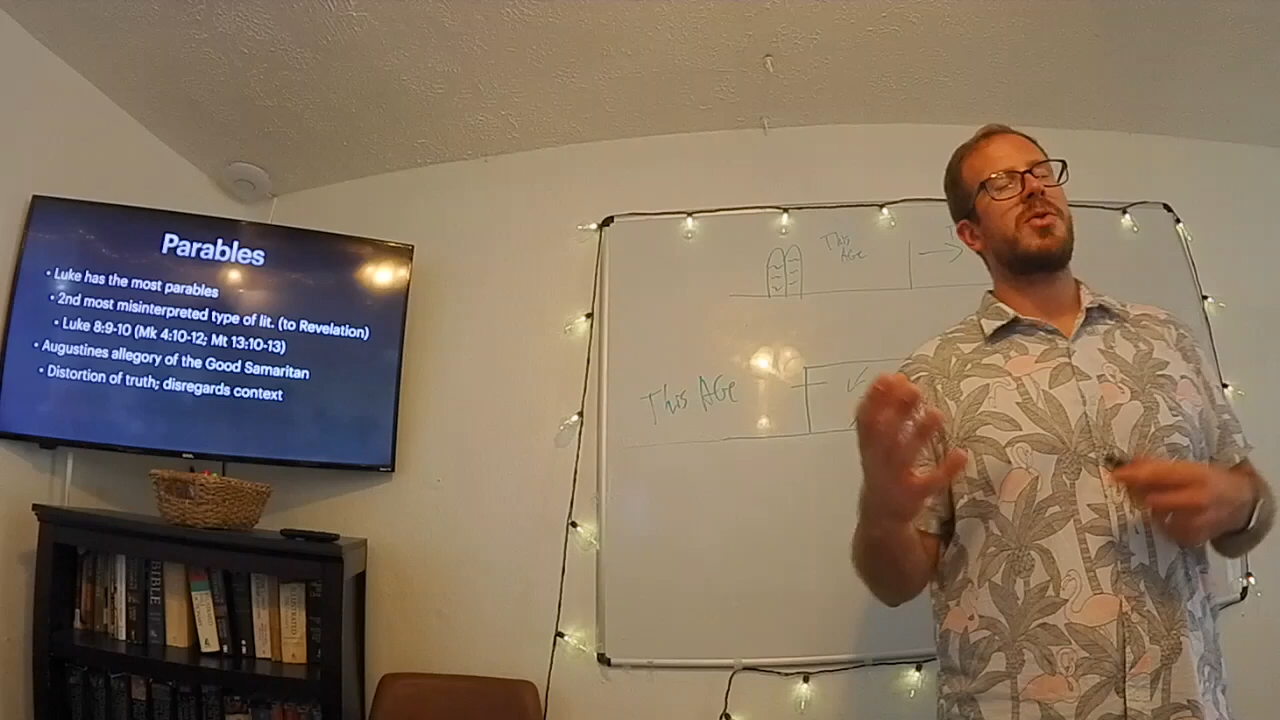 Parables
• Luke has the most parables
• 2nd most misinterpreted type of lit. (to Revelation)
• Luke 8:9-10 (Mk 4:10-12; Mt 13:10-13)
• Augustines allegory of the Good Samaritan
• Distortion of truth; disregards context
This
AGe
This AGe
BIBLE
ILLUSTRATED